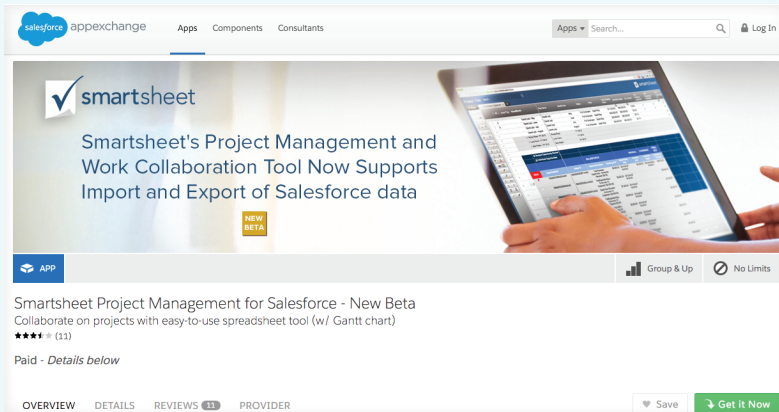 salesforce appexchange Apps Components Consultants Apps Search... Log In
smartsheet
Smartsheet's Project Management and
Work Collaboration Tool Now Supports
Import and Export of Salesforce data
NEW
BETA
APP Group & Up No Limits
Smartsheet Project Management for Salesforce - New Beta
Collaborate on projects with easy-to-use spreadsheet tool (w/ Gantt chart)
(11)
Paid - Details below
OVERVIEW DETAILS REVIEWS 11 PROVIDER Save Get it Now